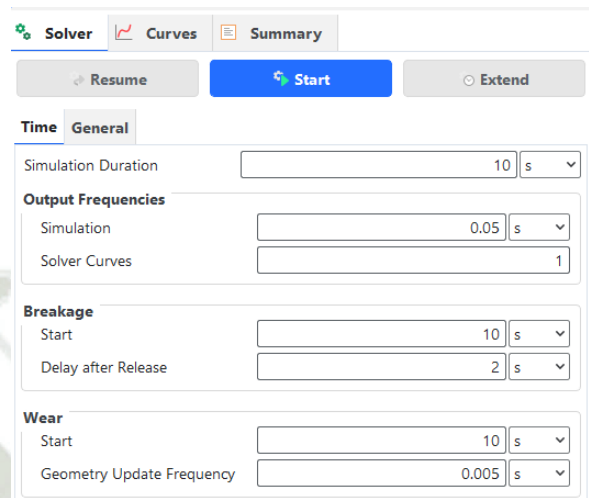 Solver Curves Summary
Resume Start Extend
Time General
Simulation Duration 10 s
Output Frequencies
Simulation 0.05 s
Solver Curves 1
Breakage
Start 10 s
Delay after Release 2 s
Wear
Start 10 s
Geometry Update Frequency 0.005 s